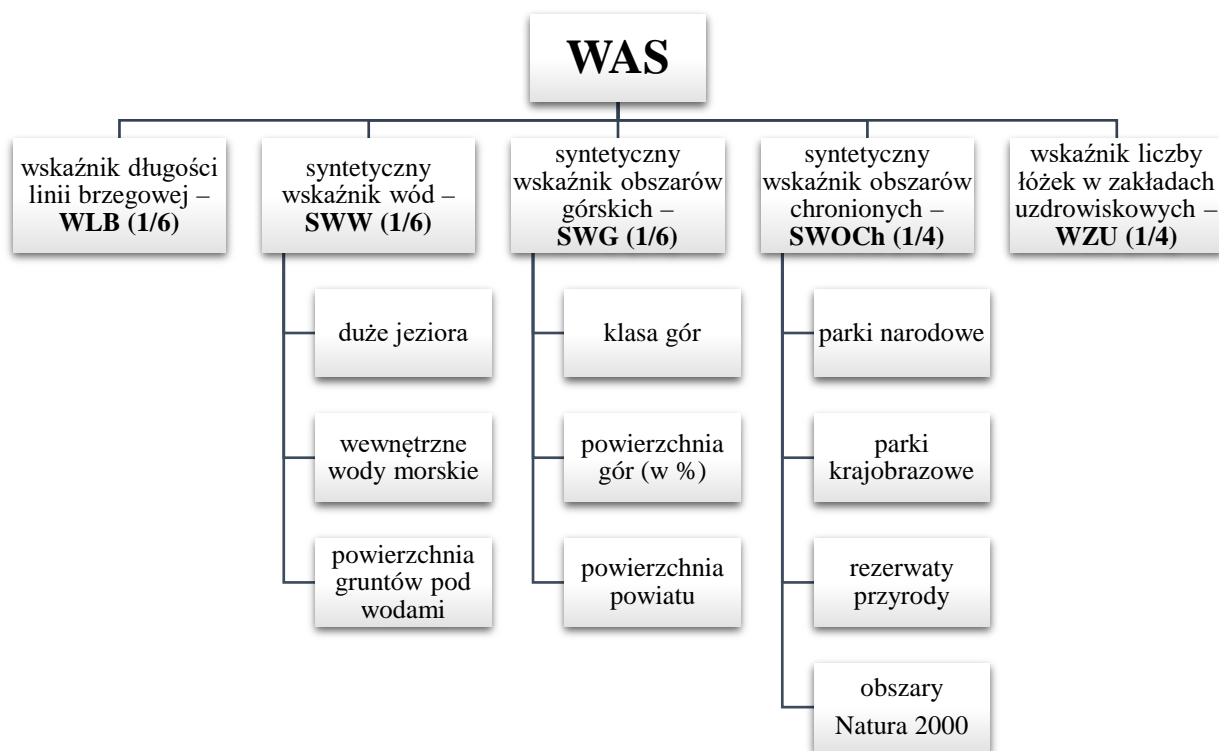 WAS
wskaźnik długości
linii brzegowej –
WLB (1/6)
syntetyczny
wskaźnik wód –
SWW (1/6)
syntetyczny
wskaźnik obszarów
górskich –
SWG (1/6)
syntetyczny
wskaźnik obszarów
chronionych –
SWOCh (1/4)
wskaźnik liczby
łóżek w zakładach
uzdrowiskowych –
WZU (1/4)
duże jeziora
wewnętrzne
wody morskie
powierzchnia
gruntów pod
wodami
klasa gór
powierzchnia
gór (w %)
powierzchnia
powiatu
parki narodowe
parki
krajobrazowe
rezerwaty
przyrody
obszary
Natura 2000